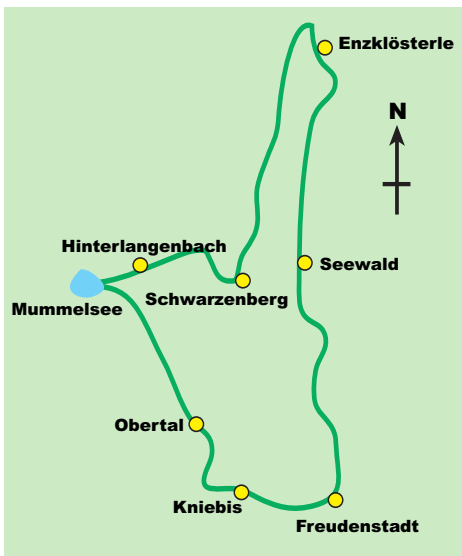 Enzklösterle
N
Hinterlangenbach
Seewald
Schwarzenberg
Mummelsee
Obertal
Kniebis
Freudenstadt